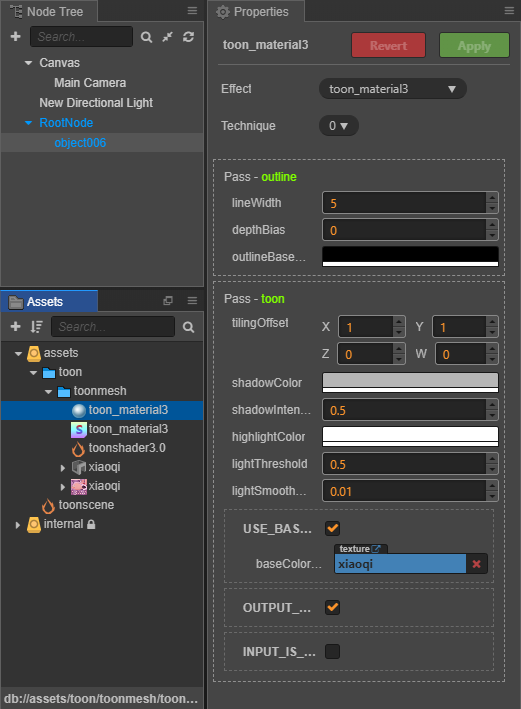 Node Tree
Search...
Canvas
Main Camera
New Directional Light
RootNode
object006
Assets
Search...
assets
toon
toonmesh
toon_material3
toon_material3
toonshader3.0
xiaoqi
xiaoqi
toonscene
internal
db://assets/toon/toonmesh/toon...
Properties
toon_material3
Revert
Apply
Effect
toon_material3
Technique
0
Pass - outline
lineWidth
5
depthBias
0
outlineBase...
Pass - toon
tilingOffset
X 1 Y 1
Z 0 W 0
shadowColor
shadowInten...
0.5
highlightColor
lightThreshold
0.5
lightSmooth...
0.01
USE_BAS...
texture
baseColor...
xiaoqi
OUTPUT_...
INPUT_IS_...